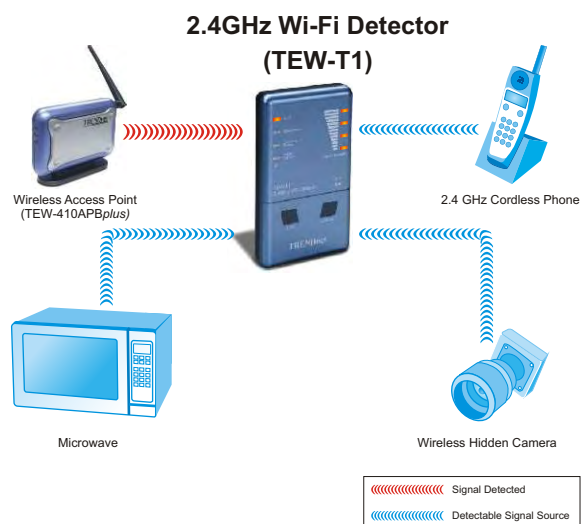 2.4GHz Wi-Fi Detector
(TEW-T1)
Wireless Access Point
(TEW-410APBplus)
2.4 GHz Cordless Phone
TRENDnet
Microwave
Wireless Hidden Camera
Signal Detected
Detectable Signal Source